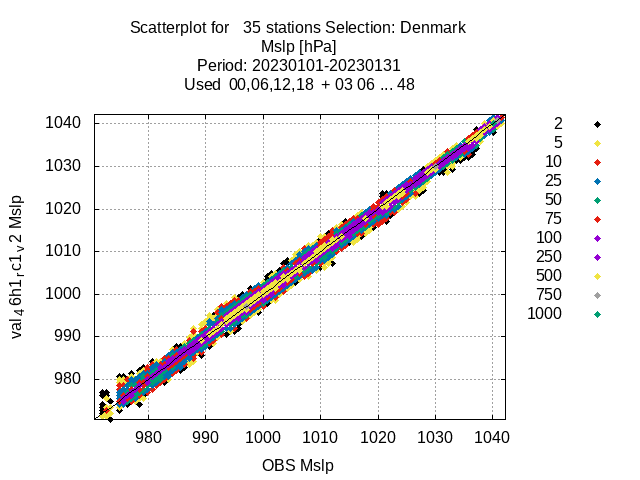 Scatterplot for   35 stations Selection: Denmark
Mslp [hPa]
Period: 20230101-20230131
Used  00,06,12,18  + 03 06 ... 48
1040
1030
1020
1010
1000
990
980
val4 6h1rc1v2 Mslp
980 990 1000 1010 1020 1030 1040
OBS Mslp
2
5
10
25
50
75
100
250
500
750
1000